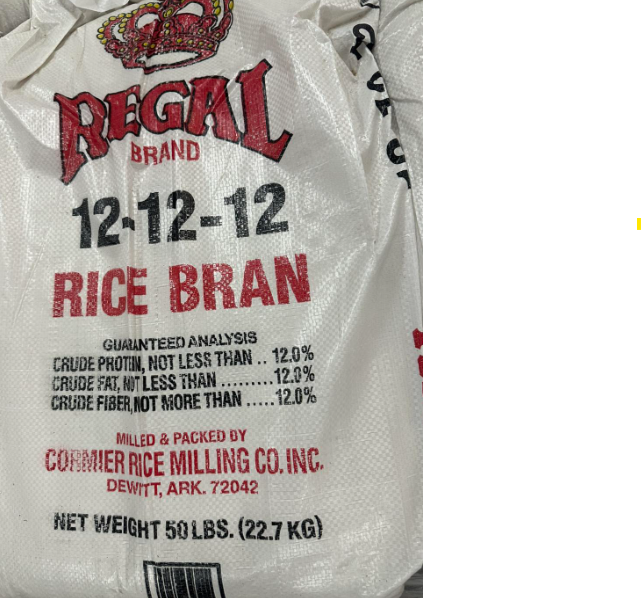 REGAL
BRAND
12-12-12
RICE BRAN
GUARANTEED ANALYSIS
CRUDE PROTIIN, NOT LESS THAN .. 12.0%
CRUDE FAT, NOT LESS THAN ......... 12.0%
CRUDE FIBER, NOT MORE THAN ..... 12.0%
MILLED & PACKED BY
CORMIER RICE MILLING CO. INC.
DEWITT, ARK. 72042
NET WEIGHT 50 LBS. (22.7 KG)